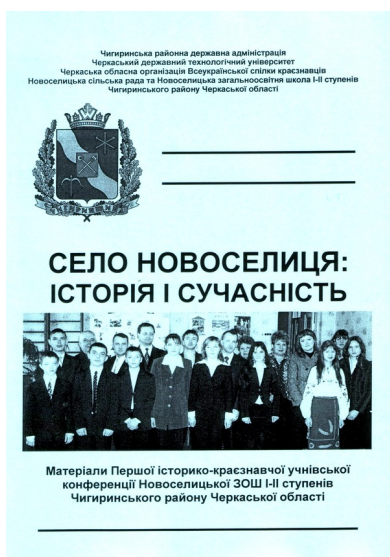 Чигиринська районна державна адміністрація
Черкаський державний технологічний університет
Черкаська обласна організація Всеукраїнської спілки краєзнавців
Новоселицька сільська рада та Новоселицька загальноосвітня школа І-ІІ ступенів
Чигиринського району Черкаської області
СЕЛО НОВОСЕЛИЦЯ:
ІСТОРІЯ І СУЧАСНІСТЬ
Матеріали Першої історико-краєзнавчої учнівської
конференції Новоселицької ЗОШ І-ІІ ступенів
Чигиринського району Черкаської області